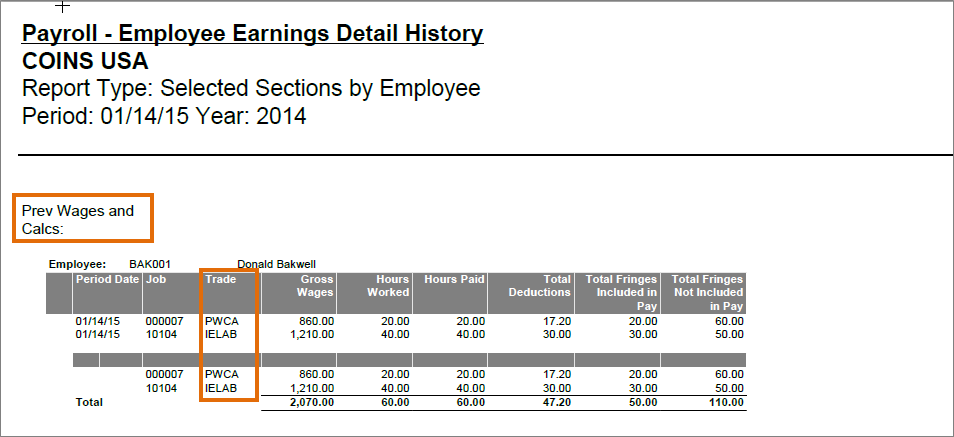 Payroll - Employee Earnings Detail History
COINS USA
Report Type: Selected Sections by Employee
Period: 01/14/15 Year: 2014
Prev Wages and
Calcs:
Employee: BAK001 Donald Bakwell
Period Date Job Trade Gross Hours Hours Paid Total Total Fringes Total Fringes
Wages Worked Deductions Included in Not Included
Pay in Pay
01/14/15 000007 PWCA 860.00 20.00 20.00 17.20 20.00 60.00
01/14/15 10104 IELAB 1,210.00 40.00 40.00 30.00 30.00 50.00
000007 PWCA 860.00 20.00 20.00 17.20 20.00 60.00
10104 IELAB 1,210.00 40.00 40.00 30.00 30.00 50.00
Total 2,070.00 60.00 60.00 47.20 50.00 110.00